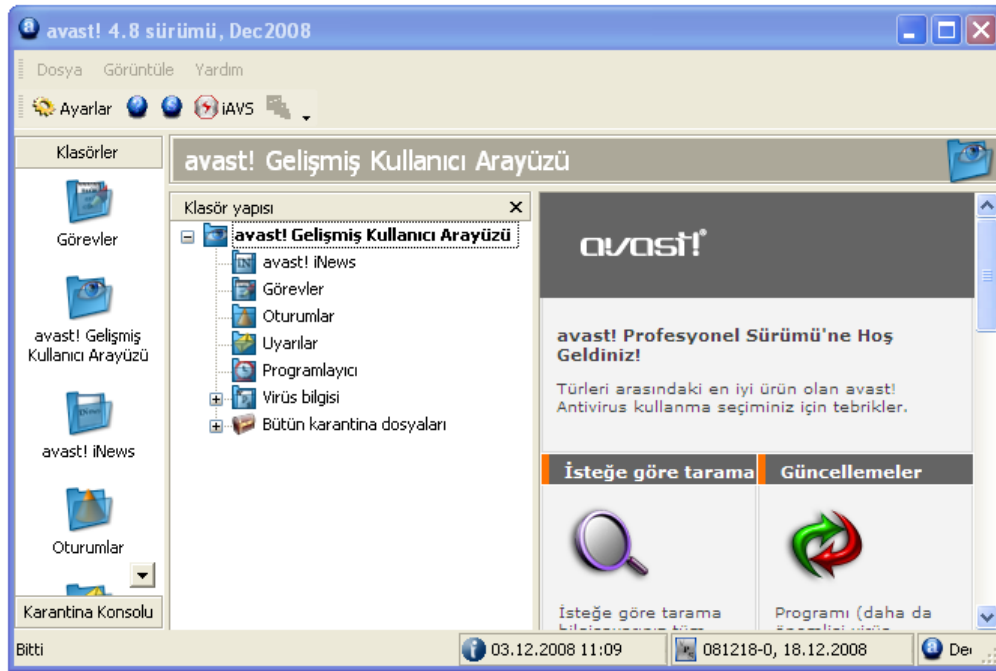 avast! 4.8 sürümü, Dec2008
Dosya Görüntüle Yardım
Ayarlar iAVS
Klasörler
avast! Gelişmiş Kullanıcı Arayüzü
Görevler
avast! Gelişmiş
Kullanıcı Arayüzü
avast! iNews
Oturumlar
Karantina Konsolu
Klasör yapısı
avast! Gelişmiş Kullanıcı Arayüzü
avast! iNews
Görevler
Oturumlar
Uyarılar
Programlayıcı
Virüs bilgisi
Bütün karantina dosyaları
avast!®
avast! Profesyonel Sürümü'ne Hoş
Geldiniz!
Türleri arasındaki en iyi ürün olan avast!
Antivirus kullanma seçiminiz için tebrikler.
İsteğe göre tarama
Güncellemeler
İsteğe göre tarama
Programı (daha da
Bitti
03.12.2008 11:09
081218-0, 18.12.2008